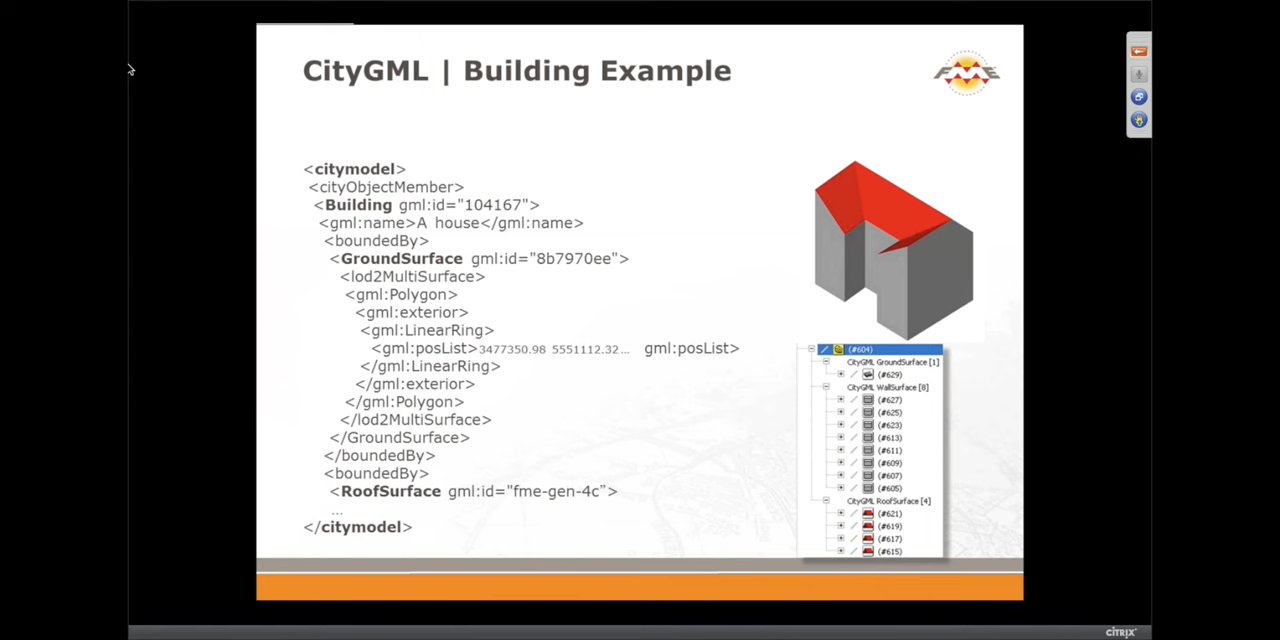 CityGML | Building Example
FME
<citymodel>
<cityObjectMember>
<Building gml:id="104167">
<gml:name>A house</gml:name>
<boundedBy>
<GroundSurface gml:id="8b7970ee">
<lod2MultiSurface>
<gml:Polygon>
<gml:exterior>
<gml:LinearRing>
<gml:posList>3477350.98 5551112.32... gml:posList>
</gml:LinearRing>
</gml:exterior>
</gml:Polygon>
</lod2MultiSurface>
</GroundSurface>
</boundedBy>
<boundedBy>
<RoofSurface gml:id="fme-gen-4c”>
...
</citymodel>
(#604)
CityGML GroundSurface [1]
(#629)
CityGML WallSurface [8]
(#627)
(#625)
(#623)
(#613)
(#611)
(#609)
(#607)
(#605)
CityGML RoofSurface [4]
(#621)
(#619)
(#617)
(#615)
CITRIX